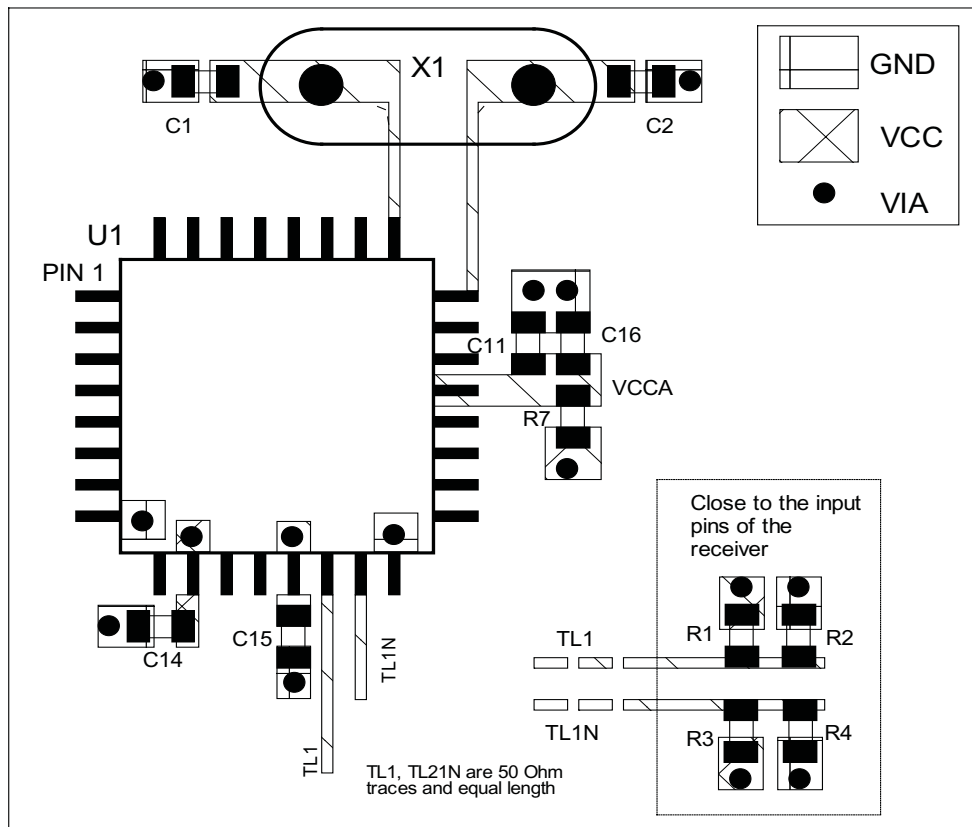 X1
C1
C2
GND
VCC
VIA
U1
PIN 1
C11
C16
VCCA
R7
Close to the input
pins of the
receiver
R1
R2
TL1
TL1N
R3
R4
C14
C15
TL1
TL1N
TL1, TL21N are 50 Ohm
traces and equal length